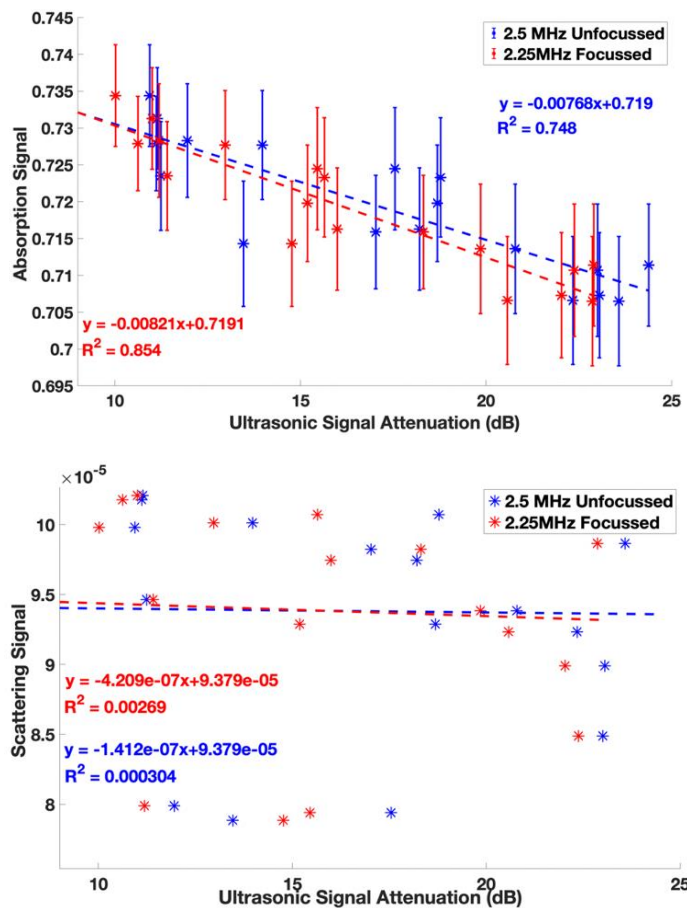 0.745
0.74
0.735
0.73
0.725
0.72
0.715
0.71
0.705
0.7
0.695
Absorption Signal
2.5 MHz Unfocussed
2.25MHz Focussed
y = -0.00768x+0.719
R² = 0.748
y = -0.00821x+0.7191
R² = 0.854
10 15 20 25
Ultrasonic Signal Attenuation (dB)
×10⁻⁵
10
9.5
9
8.5
8
Scattering Signal
2.5 MHz Unfocussed
2.25MHz Focussed
y = -4.209e-07x+9.379e-05
R² = 0.00269
y = -1.412e-07x+9.379e-05
R² = 0.000304
10 15 20 25
Ultrasonic Signal Attenuation (dB)